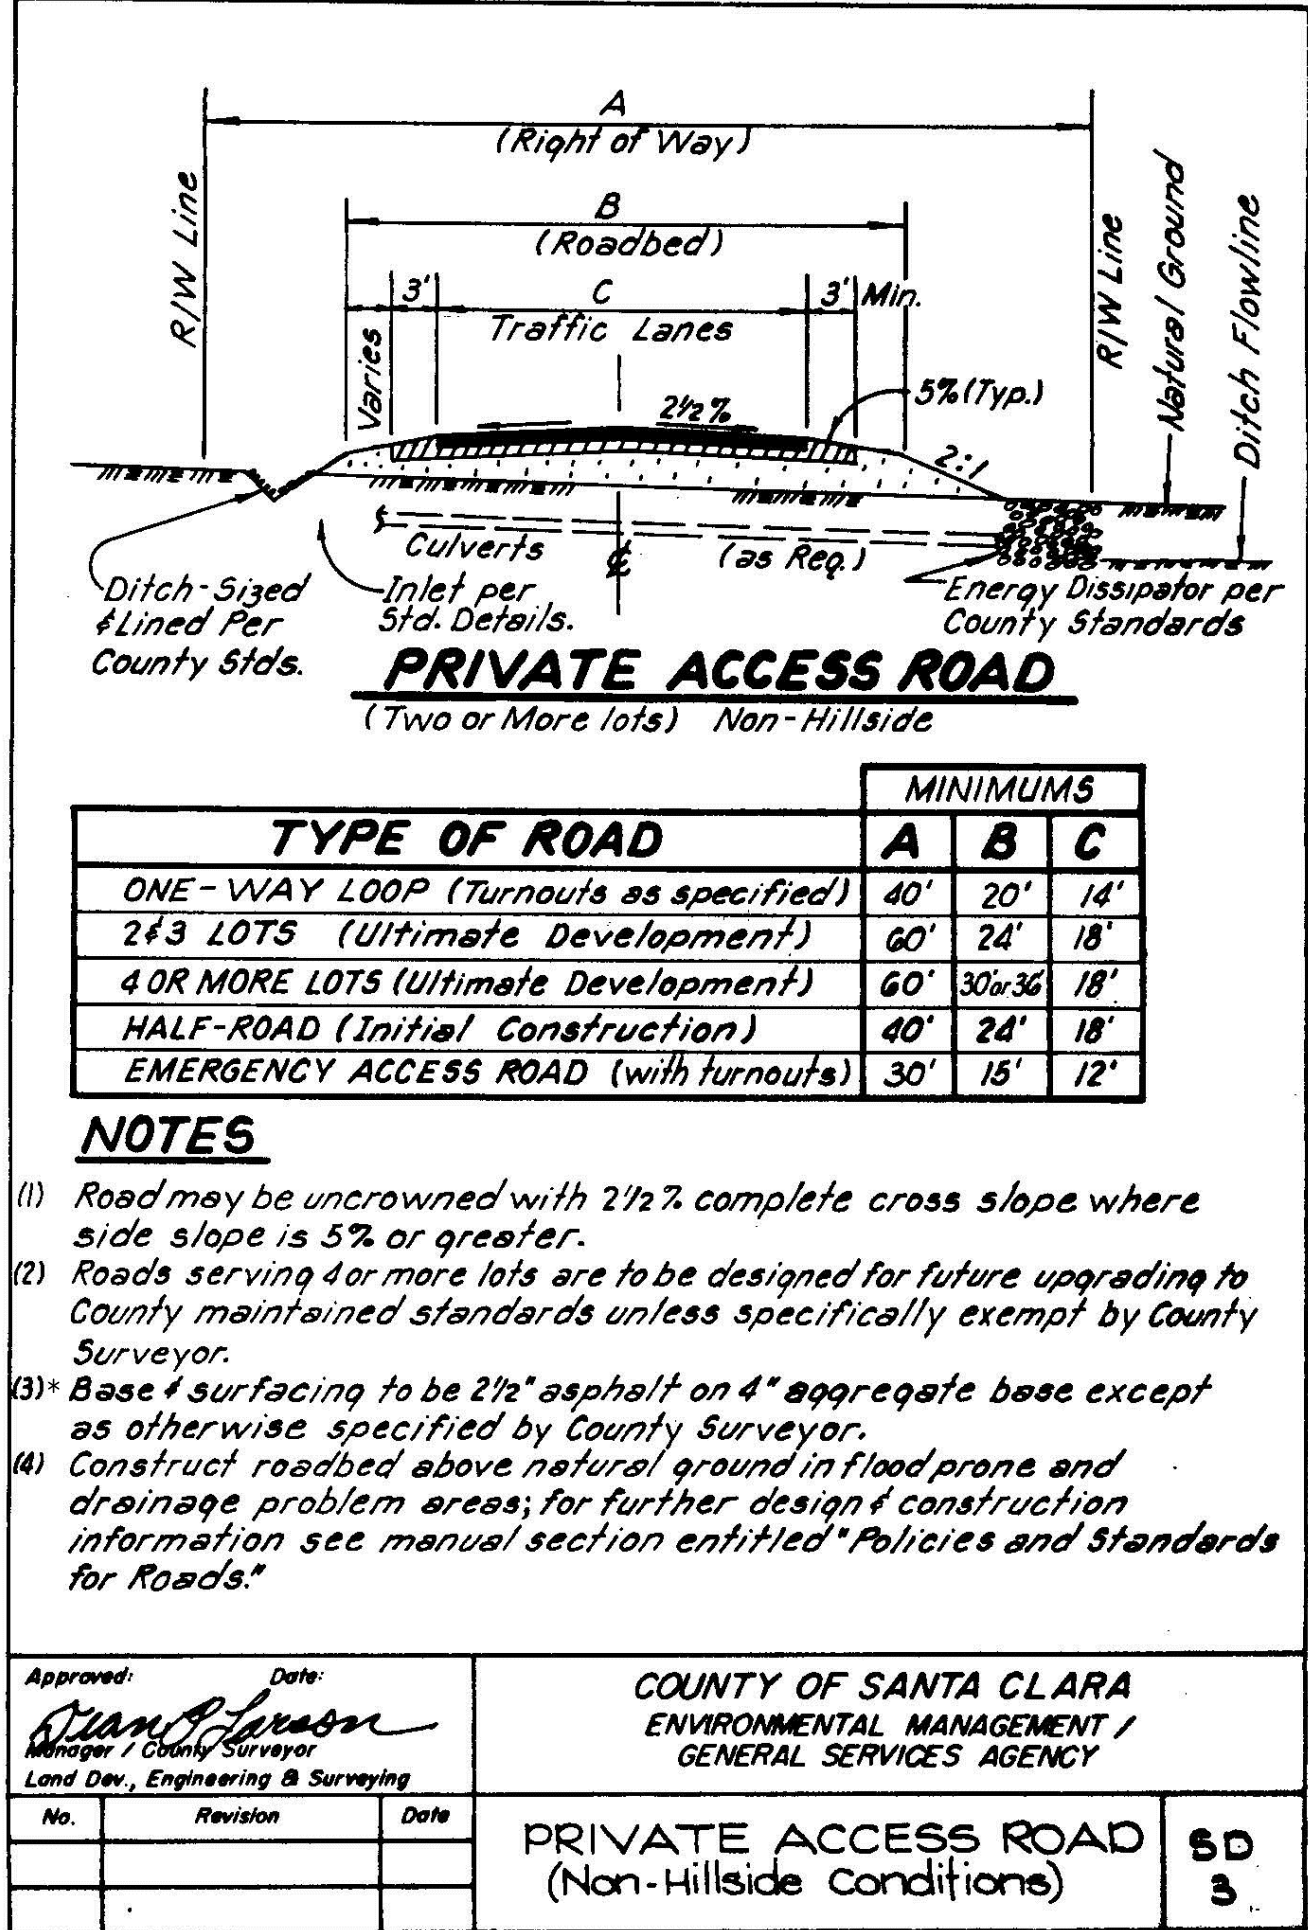 A
(Right of Way)
R/W Line
B
(Roadbed)
R/W Line
Natural Ground
Ditch Flowline
3' C 3' Min.
Traffic Lanes
Varies
2½% 5% (Typ.)
2:1
Culverts ℄ (as Req.)
Ditch-Sized
& Lined Per
County Stds.
Inlet per
Std. Details.
Energy Dissipator per
County Standards
PRIVATE ACCESS ROAD
(Two or More lots) Non-Hillside
MINIMUMS
TYPE OF ROAD A B C
ONE-WAY LOOP (Turnouts as specified) 40' 20' 14'
2&3 LOTS (Ultimate Development) 60' 24' 18'
4 OR MORE LOTS (Ultimate Development) 60' 30'or36' 18'
HALF-ROAD (Initial Construction) 40' 24' 18'
EMERGENCY ACCESS ROAD (with turnouts) 30' 15' 12'
NOTES
(1) Road may be uncrowned with 2½% complete cross slope where
side slope is 5% or greater.
(2) Roads serving 4 or more lots are to be designed for future upgrading to
County maintained standards unless specifically exempt by County
Surveyor.
(3)* Base & surfacing to be 2½" asphalt on 4" aggregate base except
as otherwise specified by County Surveyor.
(4) Construct roadbed above natural ground in flood prone and
drainage problem areas; for further design & construction
information see manual section entitled "Policies and Standards
for Roads."
Approved: Date:
Dean P Larson
Manager / County Surveyor
Land Dev., Engineering & Surveying
No. Revision Date
COUNTY OF SANTA CLARA
ENVIRONMENTAL MANAGEMENT /
GENERAL SERVICES AGENCY
PRIVATE ACCESS ROAD
(Non-Hillside Conditions)
SD
3